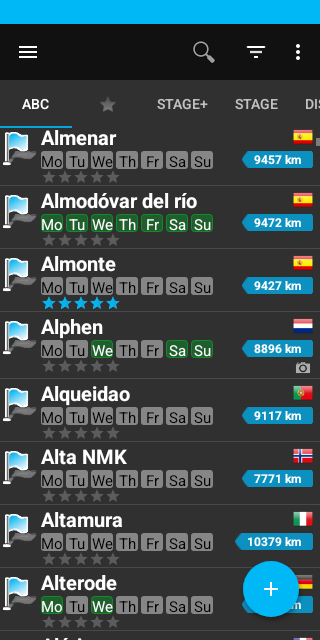 ABC STAGE+ STAGE
Almenar
Mo Tu We Th Fr Sa Su
9457 km
Almodóvar del río
Mo Tu We Th Fr Sa Su
9472 km
Almonte
Mo Tu We Th Fr Sa Su
9427 km
Alphen
Mo Tu We Th Fr Sa Su
8896 km
Alqueidao
Mo Tu We Th Fr Sa Su
9117 km
Alta NMK
Mo Tu We Th Fr Sa Su
7771 km
Altamura
Mo Tu We Th Fr Sa Su
10379 km
Alterode
Mo Tu We Th Fr Sa Su